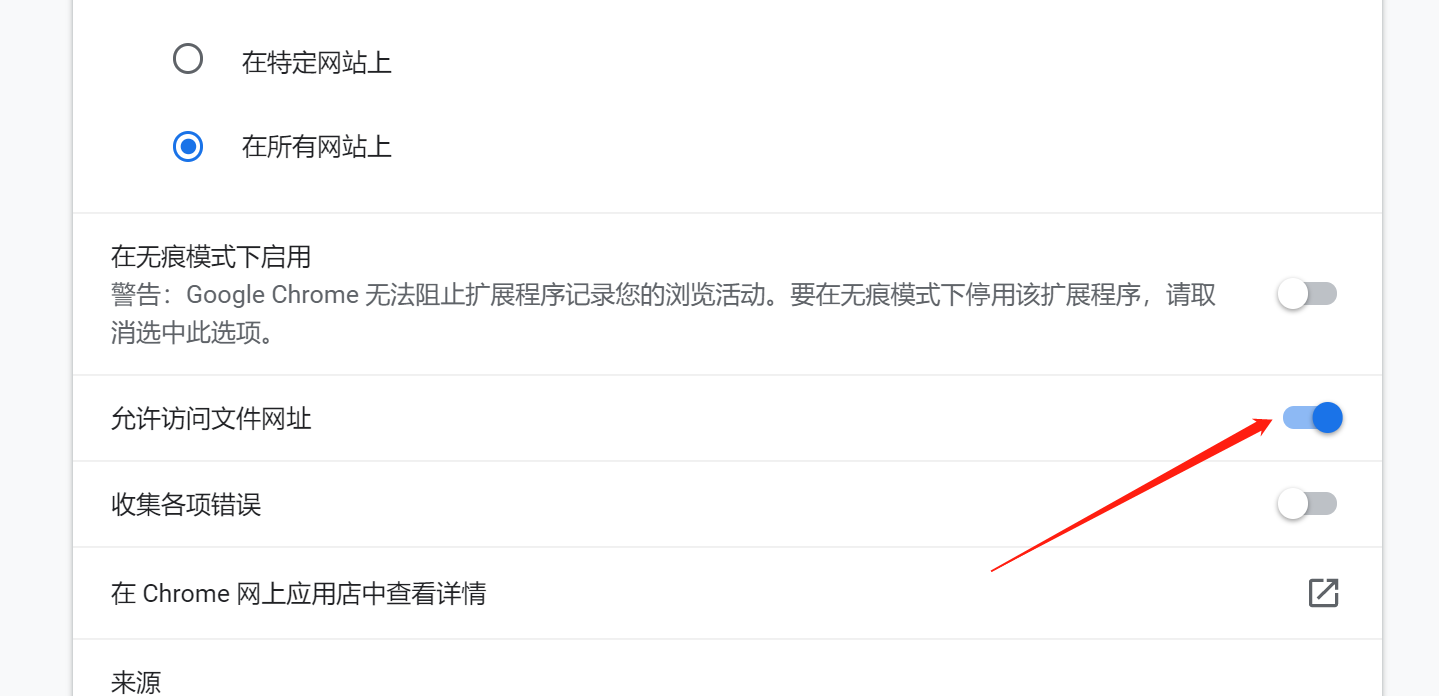 在特定网站上
在所有网站上
在无痕模式下启用
警告：Google Chrome 无法阻止扩展程序记录您的浏览活动。要在无痕模式下停用该扩展程序，请取
消选中此选项。
允许访问文件网址
收集各项错误
在 Chrome 网上应用店中查看详情
来源